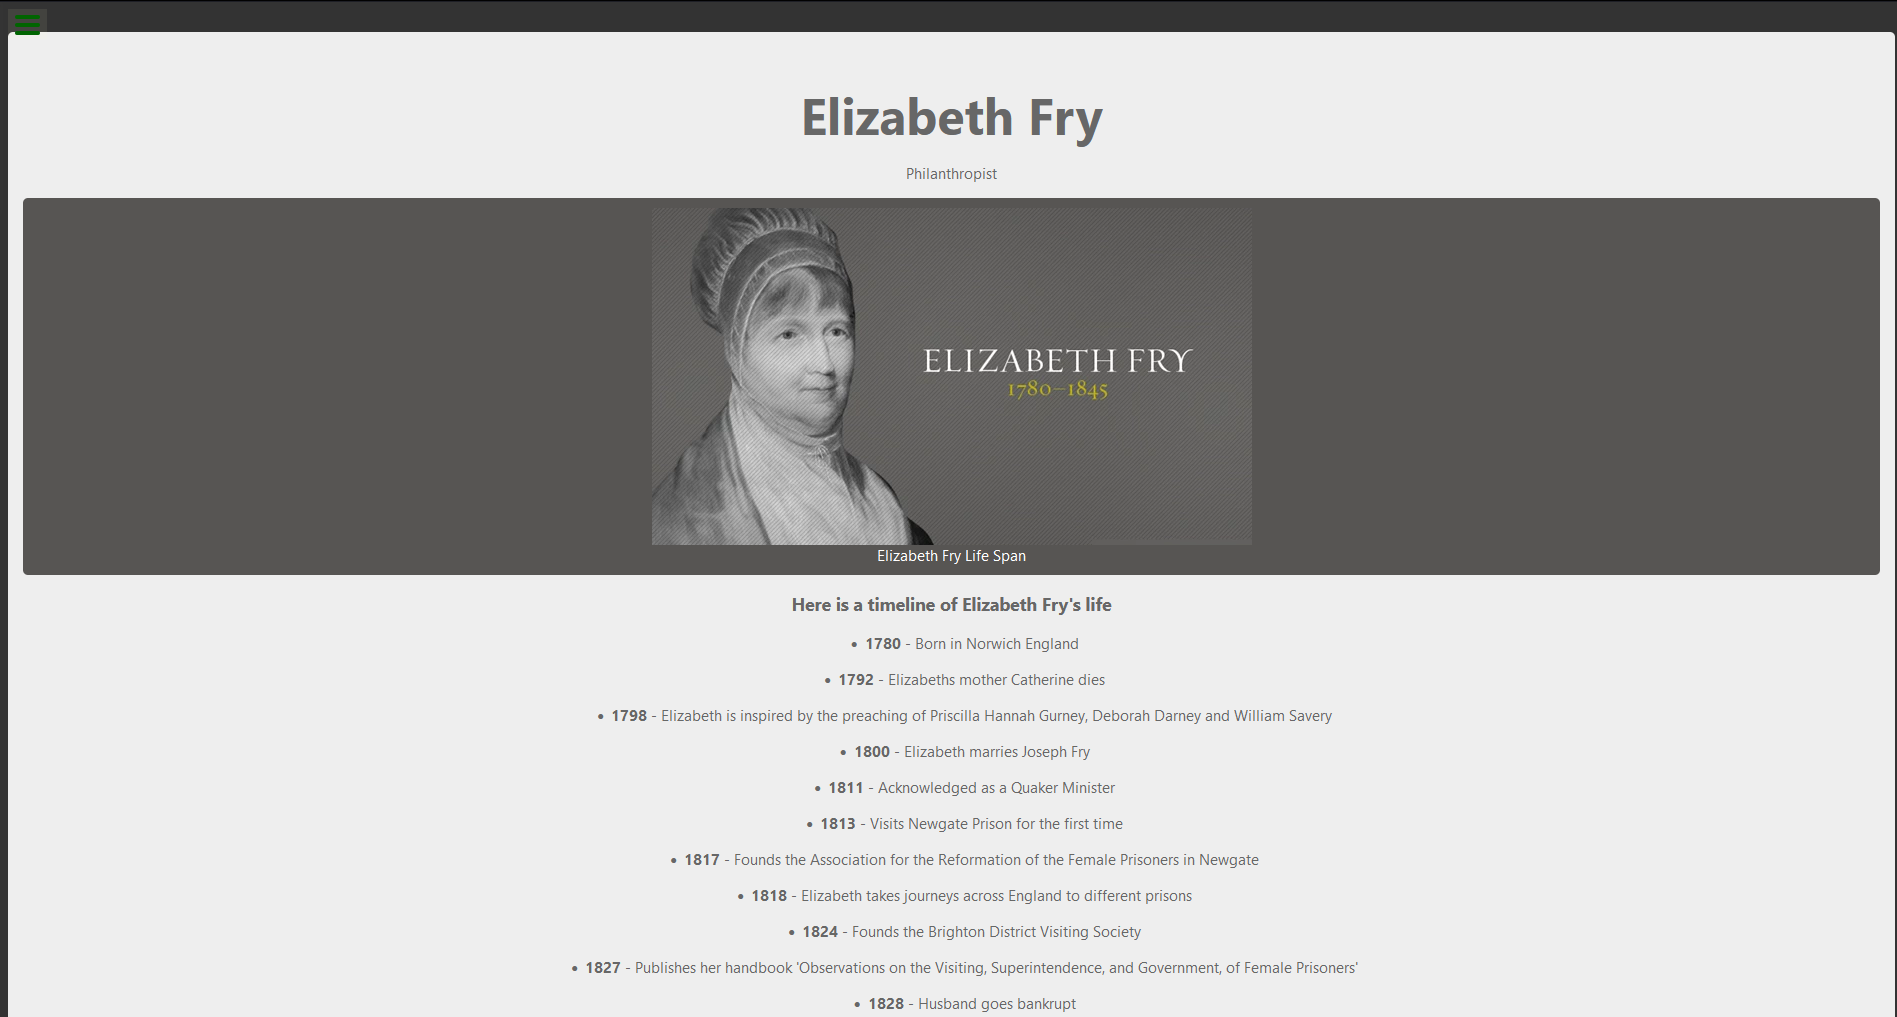 Elizabeth Fry
Philanthropist
ELIZABETH FRY
1780–1845
Elizabeth Fry Life Span
Here is a timeline of Elizabeth Fry's life
• 1780 - Born in Norwich England
• 1792 - Elizabeths mother Catherine dies
• 1798 - Elizabeth is inspired by the preaching of Priscilla Hannah Gurney, Deborah Darney and William Savery
• 1800 - Elizabeth marries Joseph Fry
• 1811 - Acknowledged as a Quaker Minister
• 1813 - Visits Newgate Prison for the first time
• 1817 - Founds the Association for the Reformation of the Female Prisoners in Newgate
• 1818 - Elizabeth takes journeys across England to different prisons
• 1824 - Founds the Brighton District Visiting Society
• 1827 - Publishes her handbook 'Observations on the Visiting, Superintendence, and Government, of Female Prisoners'
• 1828 - Husband goes bankrupt